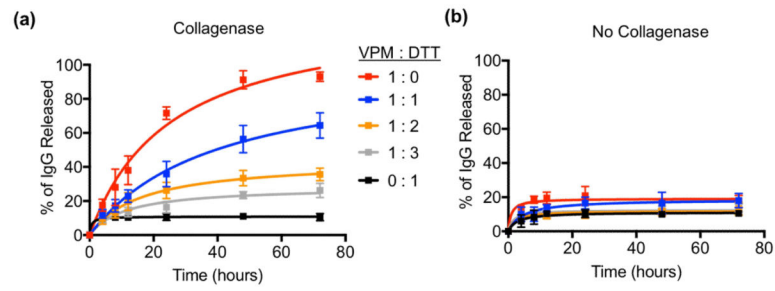 (a)
Collagenase
% of IgG Released
100
80
60
40
20
0
0
20
40
60
80
Time (hours)
VPM : DTT
1 : 0
1 : 1
1 : 2
1 : 3
0 : 1
(b)
No Collagenase
% of IgG Released
100
80
60
40
20
0
0
20
40
60
80
Time (hours)